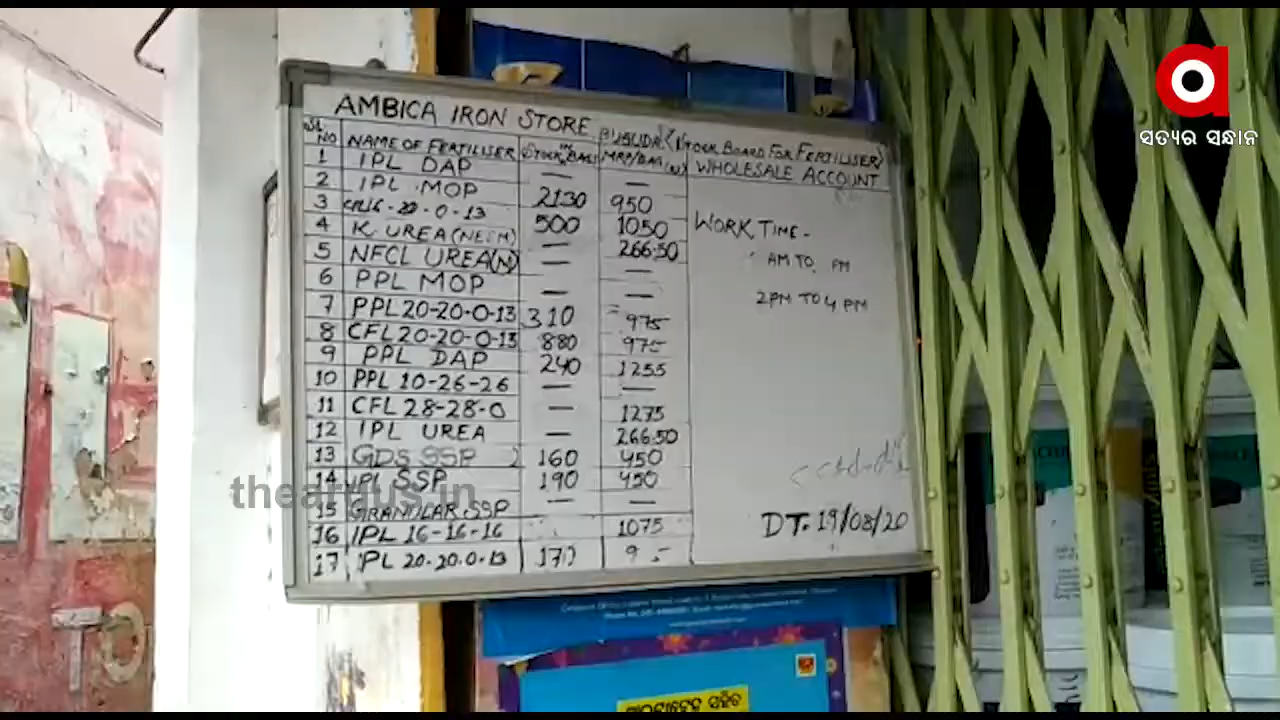 ସତ୍ୟର ସନ୍ଧାନ
AMBICA IRON STORE
(STOCK BOARD FOR FERTILISER)
SL NO NAME OF FERTILISER STOCK MRP/BAG WHOLESALE ACCOUNT
1 IPL DAP — —
2 IPL MOP 2130 950
3 20-0-13 500 1050
4 K. UREA (NEEM) — 266.50
5 NFCL UREA(N) — —
6 PPL MOP — —
7 PPL 20-20-0-13 310 975
8 CFL 20-20-0-13 880 975
9 PPL DAP 240 1255
10 PPL 10-26-26 — —
11 CFL 28-28-0 — 1275
12 IPL UREA — 266.50
13 GDS SSP 160 450
14 IPL SSP 190 450
15 GRANULAR SSP — —
16 IPL 16-16-16 1075
17 IPL 20-20-0-13 170
WORK TIME -
AM TO PM
2 PM TO 4 PM
DT. 19/08/20
theargus.in